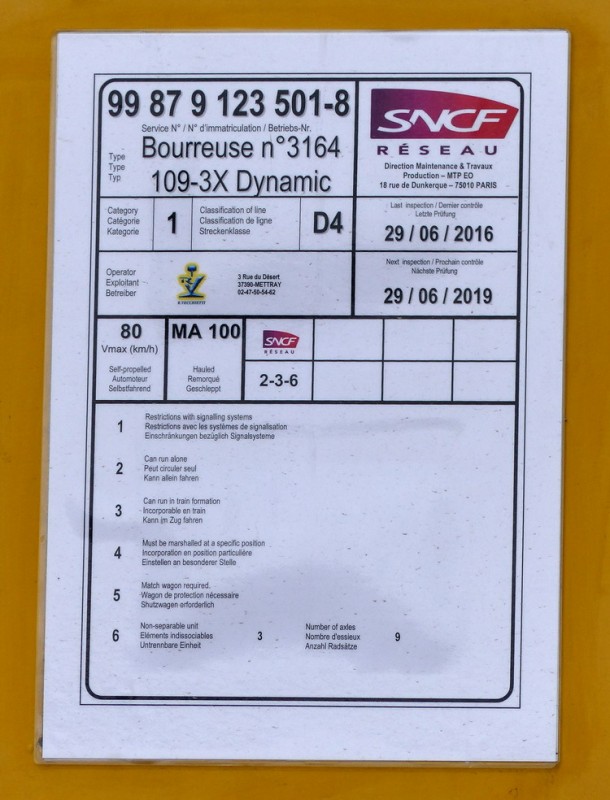 99 87 9 123 501-8
Service N° / N° d'immatriculation / Betriebs-Nr.
Type
Type
Typ
Bourreuse n°3164
109-3X Dynamic
SNCF
RÉSEAU
Direction Maintenance & Travaux
Production – MTP EO
18 rue de Dunkerque – 75010 PARIS
Category
Catégorie
Kategorie
1
Classification of line
Classification de ligne
Streckenklasse
D4
Last inspection / Dernier contrôle
Letzte Prüfung
29 / 06 / 2016
Operator
Exploitant
Betreiber
3 Rue du Désert
37390-METTRAY
02-47-50-54-62
Next inspection / Prochain contrôle
Nächste Prüfung
29 / 06 / 2019
80
Vmax (km/h)
Self-propelled
Automoteur
Selbstfahrend
MA 100
Hauled
Remorqué
Geschleppt
SNCF
RÉSEAU
2-3-6
1
Restrictions with signalling systems
Restrictions avec les systèmes de signalisation
Einschränkungen bezüglich Signalsysteme
2
Can run alone
Peut circuler seul
Kann allein fahren
3
Can run in train formation
Incorporable en train
Kann im Zug fahren
4
Must be marshalled at a specific position
Incorporation en position particulière
Einstellen an besonderer Stelle
5
Match wagon required.
Wagon de protection nécessaire
Shutzwagen erforderlich
6
Non-separable unit
Eléments indissociables
Untrennbare Einheit
3
Number of axles
Nombre d'essieux
Anzahl Radsätze
9